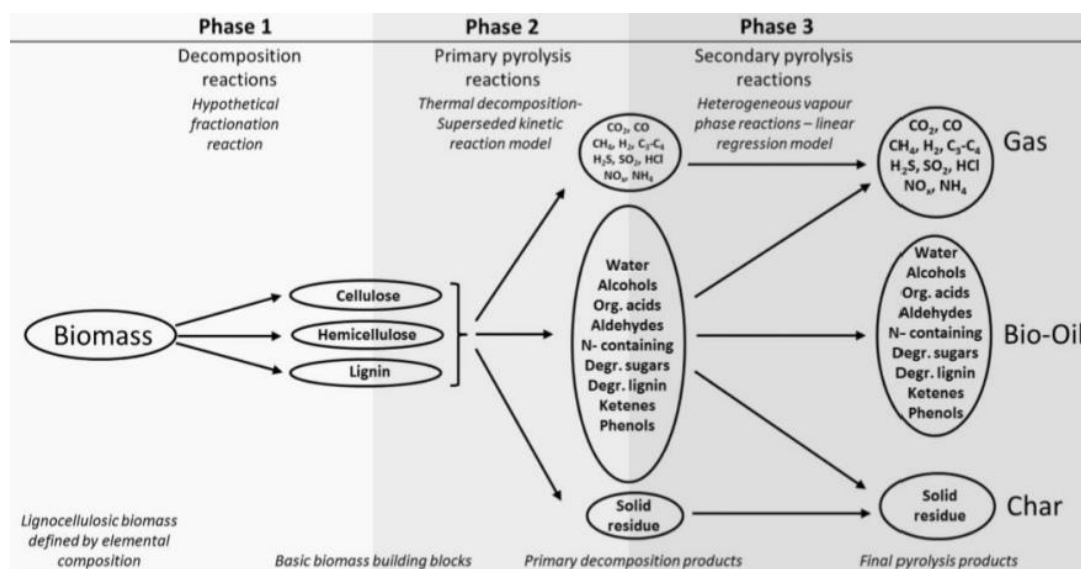 Phase 1
Phase 2
Phase 3
Decomposition
reactions
Hypothetical
fractionation
reaction
Primary pyrolysis
reactions
Thermal decomposition-
Superseded kinetic
reaction model
Secondary pyrolysis
reactions
Heterogeneous vapour
phase reactions – linear
regression model
Biomass
Cellulose
Hemicellulose
Lignin
CO₂, CO
CH₄, H₂, C₃-C₄
H₂S, SO₂, HCl
NOₓ, NH₄
Water
Alcohols
Org. acids
Aldehydes
N- containing
Degr. sugars
Degr. lignin
Ketenes
Phenols
Solid
residue
CO₂, CO
CH₄, H₂, C₃-C₄
H₂S, SO₂, HCl
NOₓ, NH₄
Gas
Water
Alcohols
Org. acids
Aldehydes
N- containing
Degr. sugars
Degr. lignin
Ketenes
Phenols
Bio-Oil
Solid
residue
Char
Lignocellulosic biomass
defined by elemental
composition
Basic biomass building blocks
Primary decomposition products
Final pyrolysis products